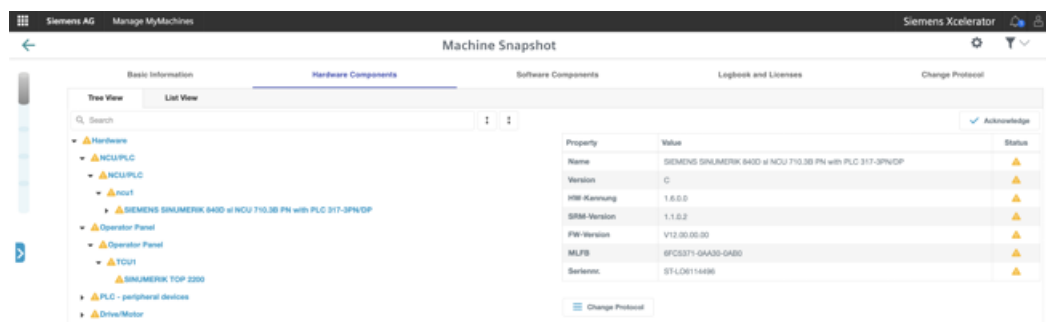 Siemens AG Manage MyMachines Siemens Xcelerator
Machine Snapshot
Basic Information Hardware Components Software Components Logbook and Licenses Change Protocol
Tree View List View
Search
Acknowledge
Hardware
NCU/PLC
NCU/PLC
ncu1
SIEMENS SINUMERIK 840D sl NCU 710.3B PN with PLC 317-3PN/DP
Operator Panel
Operator Panel
TCU1
SINUMERIK TOP 2200
PLC - peripheral devices
Drive/Motor
Property Value Status
Name SIEMENS SINUMERIK 840D sl NCU 710.3B PN with PLC 317-3PN/DP
Version C
HW-Kennung 1.6.0.0
SRM-Version 1.1.0.2
FW-Version V12.00.00.00
MLFB 6FC5371-0AA30-0AB0
Seriennr. ST-LO6114496
Change Protocol